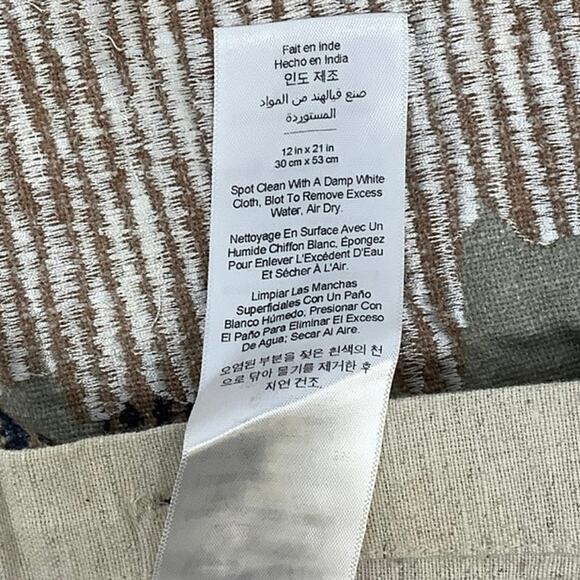 Fait en Inde
Hecho en India
인도 제조
صنع فيالهند من المواد
المستوردة
12 in x 21 in
30 cm x 53 cm
Spot Clean With A Damp White
Cloth, Blot To Remove Excess
Water, Air Dry.
Nettoyage En Surface Avec Un
Humide Chiffon Blanc, Épongez
Pour Enlever L'Excédent D'Eau
Et Sécher À L'Air.
Limpiar Las Manchas
Superficiales Con Un Paño
Blanco Húmedo; Presionar Con
El Paño Para Eliminar El Exceso
De Agua; Secar Al Aire.
오염된 부분을 젖은 흰색의 천
으로 닦아 물기를 제거한 후
자연 건조.